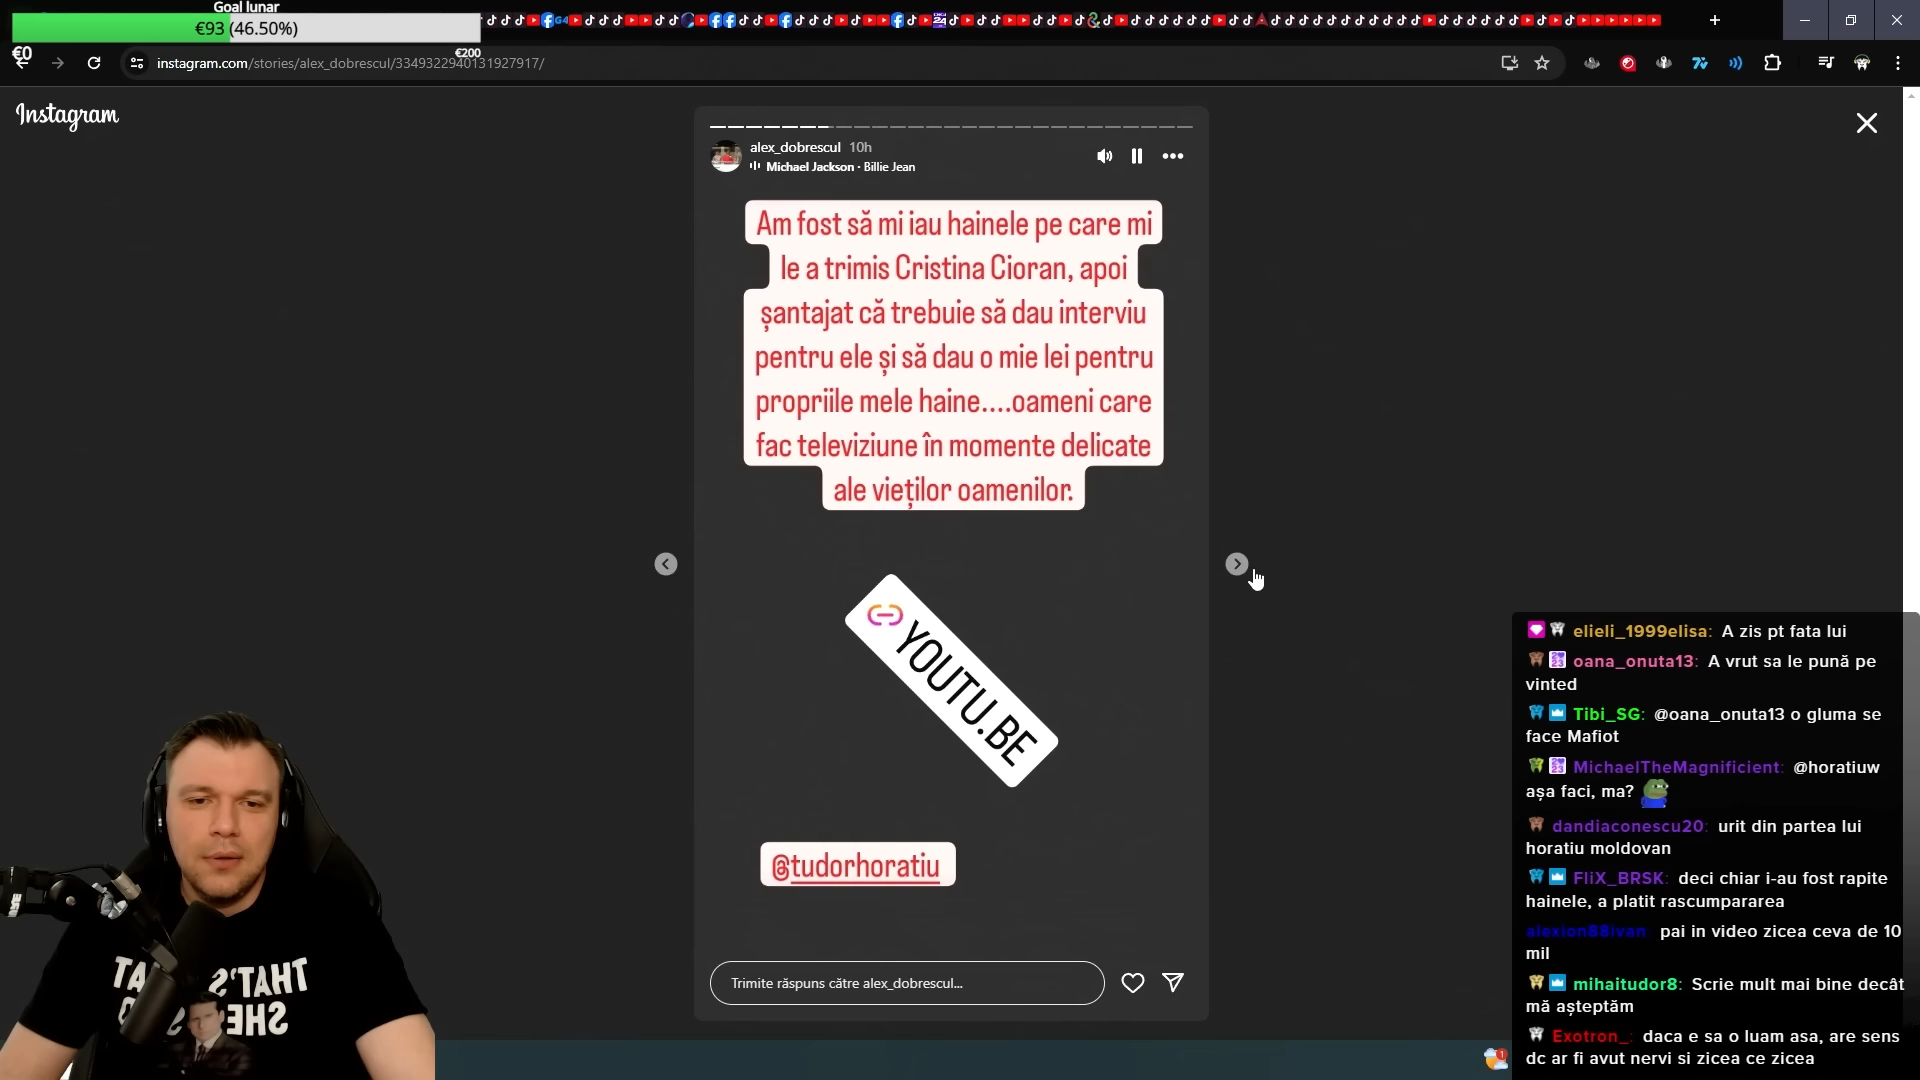 Goal lunar
€93 (46.50%)
€0
€200
instagram.com/stories/alex_dobrescul/3349322940131927917/
Instagram
alex_dobrescul 10h
Michael Jackson · Billie Jean
Am fost să mi iau hainele pe care mi
le a trimis Cristina Cioran, apoi
șantajat că trebuie să dau interviu
pentru ele și să dau o mie lei pentru
propriile mele haine....oameni care
fac televiziune în momente delicate
ale vieților oamenilor.
YOUTU.BE
@tudorhoratiu
Trimite răspuns către alex_dobrescul...
THAT'S
SHE
elieli_1999elisa: A zis pt fata lui
oana_onuta13: A vrut sa le pună pe
vinted
Tibi_SG: @oana_onuta13 o gluma se
face Mafiot
MichaelTheMagnificient: @horatiuw
așa faci, ma?
dandiaconescu20: urit din partea lui
horatiu moldovan
FliX_BRSK: deci chiar i-au fost rapite
hainele, a platit rascumpararea
alexion88ivan pai in video zicea ceva de 10
mil
mihaitudor8: Scrie mult mai bine decât
mă așteptăm
Exotron_: daca e sa o luam asa, are sens
dc ar fi avut nervi si zicea ce zicea